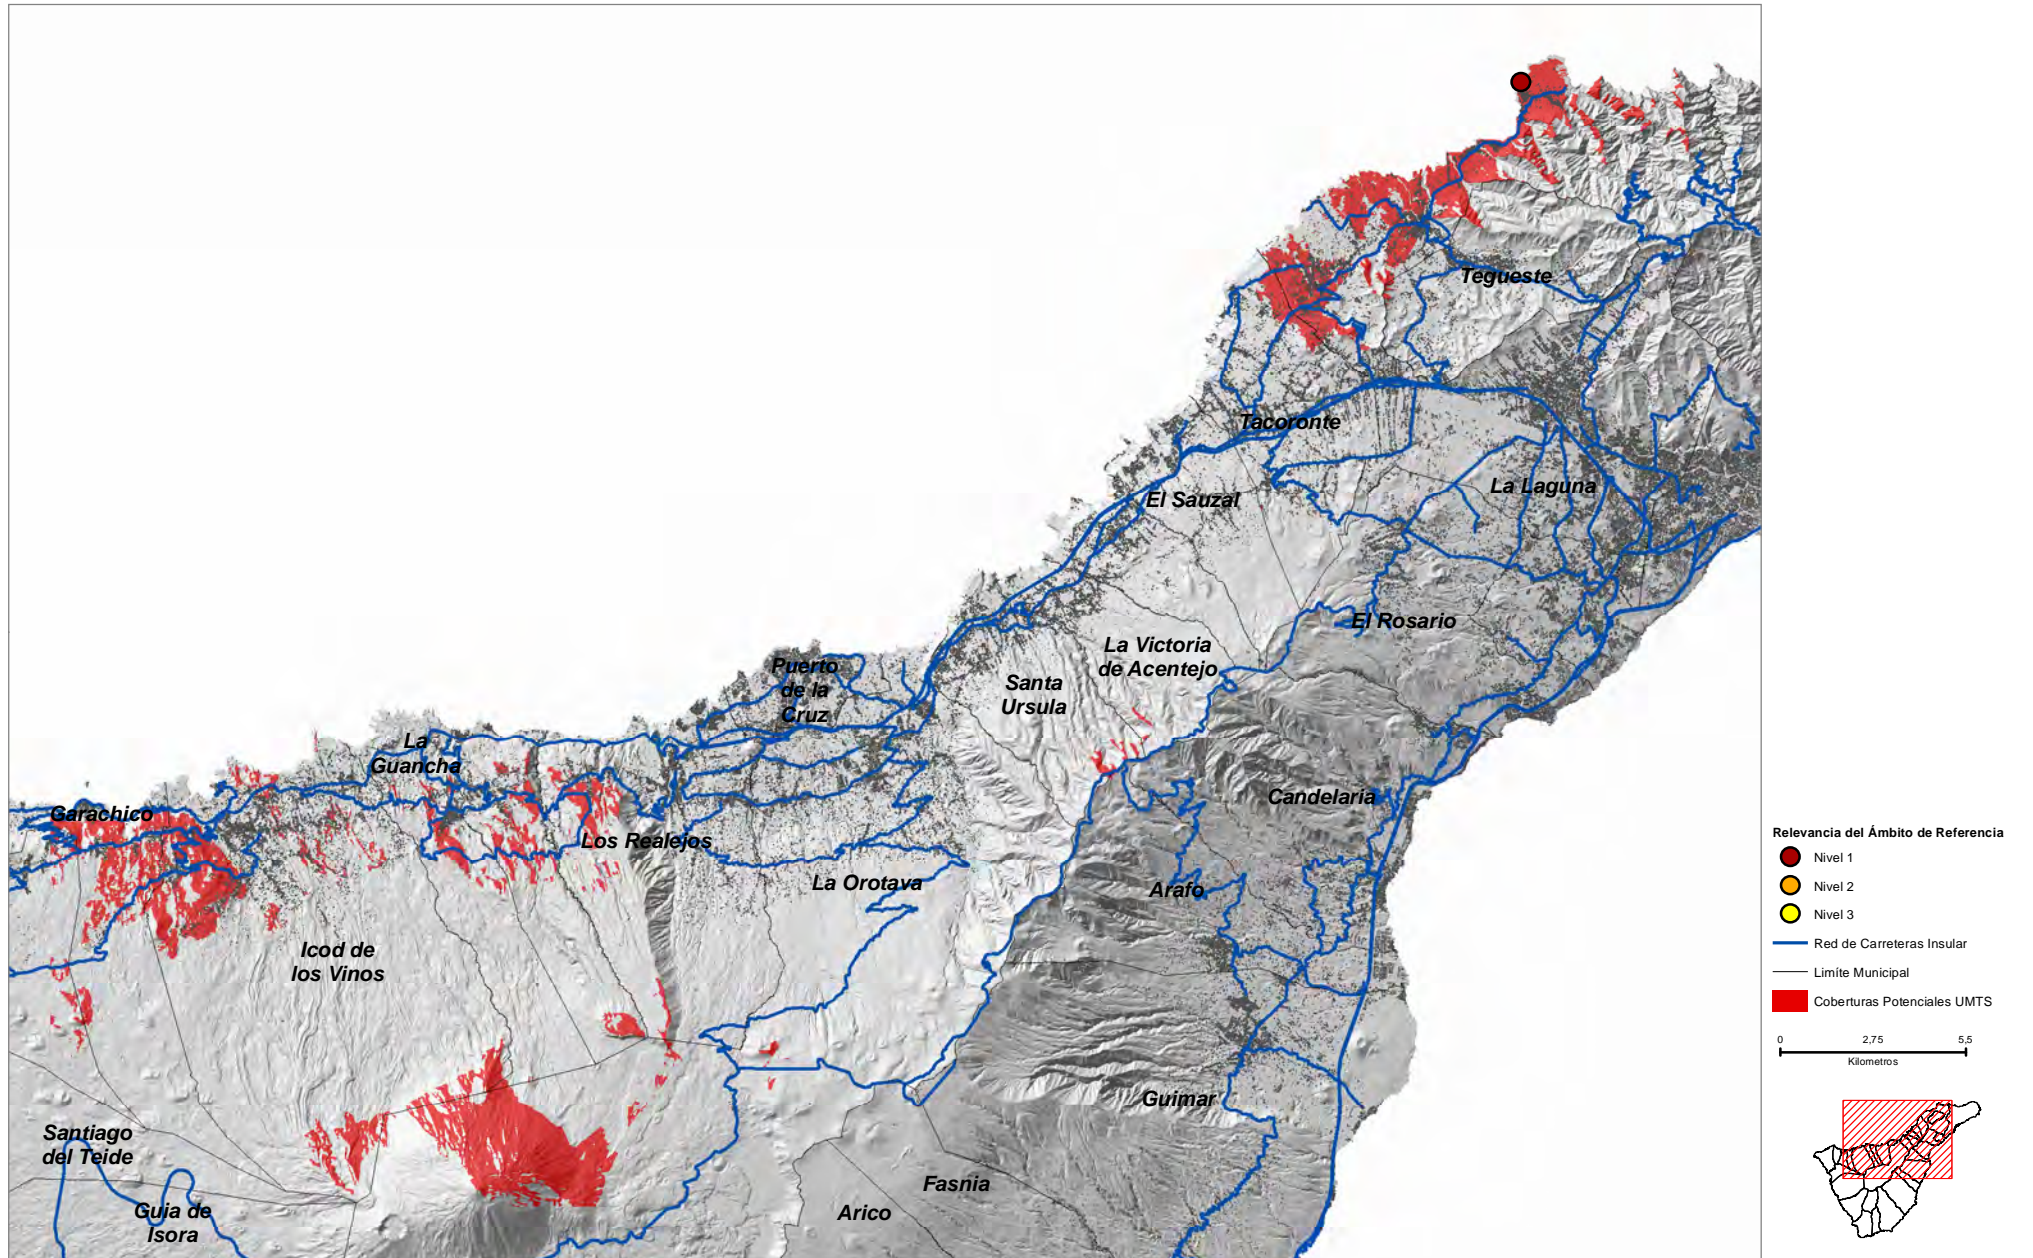 Tegueste
Tacoronte
El Sauzal
La Laguna
El Rosario
La Victoria
de Acentejo
Santa
Ursula
Puerto
de la
Cruz
La
Guancha
Garachico
Los Realejos
Candelaria
La Orotava
Arafo
Icod de
los Vinos
Guimar
Santiago
del Teide
Fasnia
Guia de
Isora
Arico
Relevancia del Ámbito de Referencia
Nivel 1
Nivel 2
Nivel 3
Red de Carreteras Insular
Limíte Municipal
Coberturas Potenciales UMTS
0 2,75 5,5
Kilometros